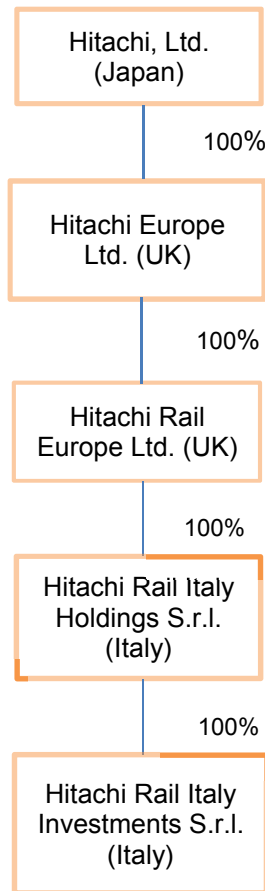 Hitachi, Ltd.
(Japan)
100%
Hitachi Europe
Ltd. (UK)
100%
Hitachi Rail
Europe Ltd. (UK)
100%
Hitachi Rail Italy
Holdings S.r.l.
(Italy)
100%
Hitachi Rail Italy
Investments S.r.l.
(Italy)